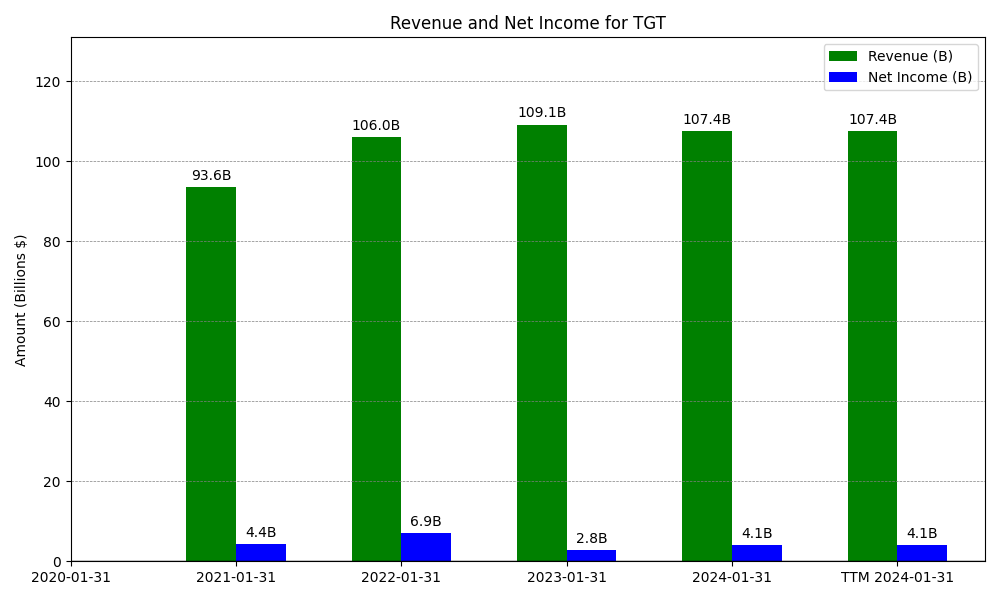 Revenue and Net Income for TGT
Revenue (B)
Net Income (B)
Amount (Billions $)
120
100
80
60
40
20
0
93.6B
106.0B
109.1B
107.4B
107.4B
4.4B
6.9B
2.8B
4.1B
4.1B
2020-01-31
2021-01-31
2022-01-31
2023-01-31
2024-01-31
TTM 2024-01-31